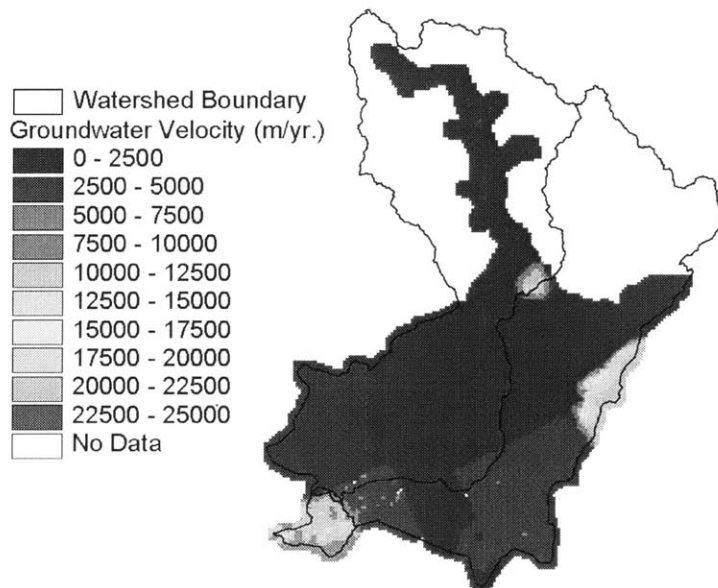 Watershed Boundary
Groundwater Velocity (m/yr.)
0 - 2500
2500 - 5000
5000 - 7500
7500 - 10000
10000 - 12500
12500 - 15000
15000 - 17500
17500 - 20000
20000 - 22500
22500 - 25000
No Data